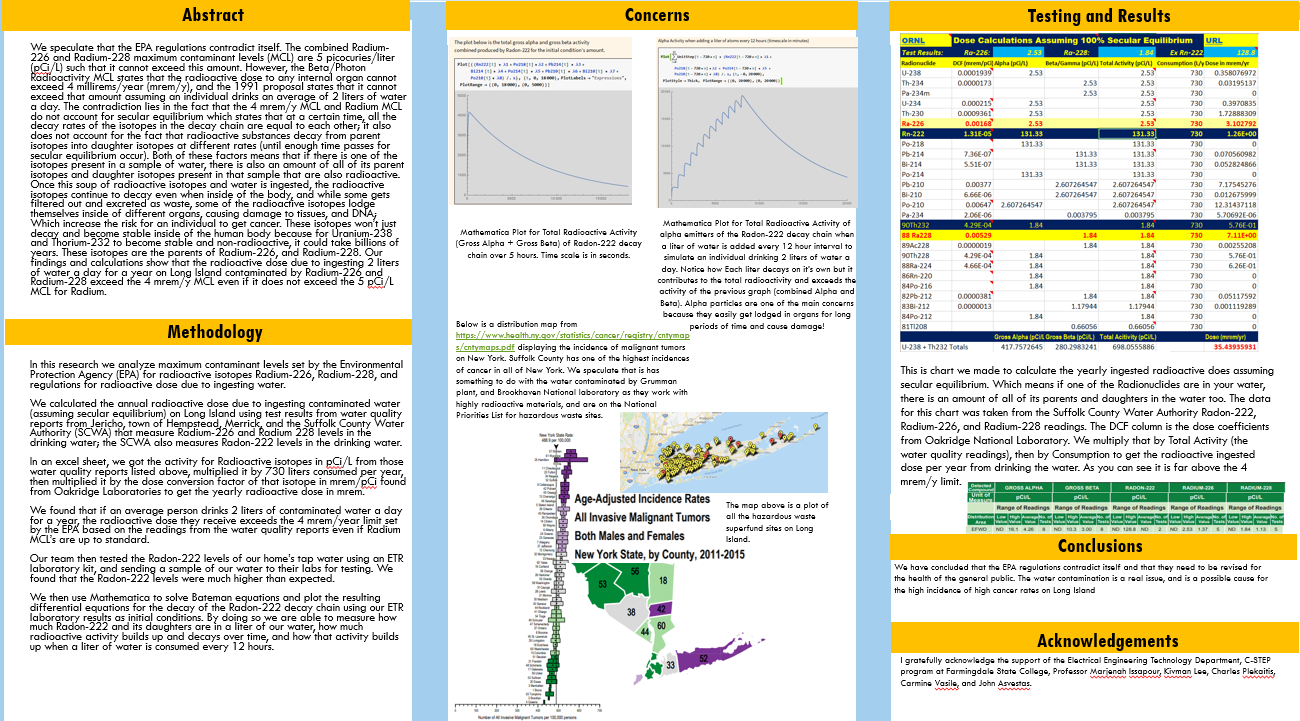 Abstract
We speculate that the EPA regulations contradict itself. The combined Radium-
226 and Radium-228 maximum contaminant levels (MCL) are 5 picocuries/liter
(pCi/L) such that it cannot exceed this amount. However, the Beta/Photon
Radioactivity MCL states that the radioactive dose to any internal organ cannot
exceed 4 millirems/year (mrem/y), and the 1991 proposal states that it cannot
exceed that amount assuming an individual drinks an average of 2 liters of water
a day. The contradiction lies in the fact that the 4 mrem/y MCL and Radium MCL
do not account for secular equilibrium which states that at a certain time, all the
decay rates of the isotopes in the decay chain are equal to each other; it also
does not account for the fact that radioactive substances decay from parent
isotopes into daughter isotopes at different rates (until enough time passes for
secular equilibrium occur). Both of these factors means that if there is one of the
isotopes present in a sample of water, there is also an amount of all of its parent
isotopes and daughter isotopes present in that sample that are also radioactive.
Once this soup of radioactive isotopes and water is ingested, the radioactive
isotopes continue to decay even when inside of the body, and while some gets
filtered out and excreted as waste, some of the radioactive isotopes lodge
themselves inside of different organs, causing damage to tissues, and DNA;
Which increase the risk for an individual to get cancer. These isotopes won't just
decay and become stable inside of the human body because for Uranium-238
and Thorium-232 to become stable and non-radioactive, it could take billions of
years. These isotopes are the parents of Radium-226, and Radium-228. Our
findings and calculations show that the radioactive dose due to ingesting 2 liters
of water a day for a year on Long Island contaminated by Radium-226 and
Radium-228 exceed the 4 mrem/y MCL even if it does not exceed the 5 pCi/L
MCL for Radium.
Methodology
In this research we analyze maximum contaminant levels set by the Environmental
Protection Agency (EPA) for radioactive isotopes Radium-226, Radium-228, and
regulations for radioactive dose due to ingesting water.
We calculated the annual radioactive dose due to ingesting contaminated water
(assuming secular equilibrium) on Long Island using test results from water quality
reports from Jericho, town of Hempstead, Merrick, and the Suffolk County Water
Authority (SCWA) that measure Radium-226 and Radium 228 levels in the
drinking water; the SCWA also measures Radon-222 levels in the drinking water.
In an excel sheet, we got the activity for Radioactive isotopes in pCi/L from those
water quality reports listed above, multiplied it by 730 liters consumed per year,
then multiplied it by the dose conversion factor of that isotope in mrem/pCi found
from Oakridge Laboratories to get the yearly radioactive dose in mrem.
We found that if an average person drinks 2 liters of contaminated water a day
for a year, the radioactive dose they receive exceeds the 4 mrem/year limit set
by the EPA based on the readings from the water quality reports even if Radium
MCL's are up to standard.
Our team then tested the Radon-222 levels of our home's tap water using an ETR
laboratory kit, and sending a sample of our water to their labs for testing. We
found that the Radon-222 levels were much higher than expected.
We then use Mathematica to solve Bateman equations and plot the resulting
differential equations for the decay of the Radon-222 decay chain using our ETR
laboratory results as initial conditions. By doing so we are able to measure how
much Radon-222 and its daughters are in a liter of our water, how much
radioactive activity builds up and decays over time, and how that activity builds
up when a liter of water is consumed every 12 hours.
Concerns
The plot below is the total gross alpha and gross beta activity
combined produced by Radon-222 for the initial condition's amount.
Alpha Activity when adding a liter of atoms every 12 hours (timescale in minutes)
Mathematica Plot for Total Radioactive Activity
(Gross Alpha + Gross Beta) of Radon-222 decay
chain over 5 hours. Time scale is in seconds.
Mathematica Plot for Total Radioactive Activity of
alpha emitters of the Radon-222 decay chain when
a liter of water is added every 12 hour interval to
simulate an individual drinking 2 liters of water a
day. Notice how Each liter decays on it's own but it
contributes to the total radioactivity and exceeds the
activity of the previous graph (combined Alpha and
Beta). Alpha particles are one of the main concerns
because they easily get lodged in organs for long
periods of time and cause damage!
Below is a distribution map from
https://www.health.ny.gov/statistics/cancer/registry/cntymap
s/cntymaps.pdf displaying the incidence of malignant tumors
on New York. Suffolk County has one of the highest incidences
of cancer in all of New York. We speculate that is has
something to do with the water contaminated by Grumman
plant, and Brookhaven National laboratory as they work with
highly radioactive materials, and are on the National
Priorities List for hazardous waste sites.
New York State Rate
Age-Adjusted Incidence Rates
All Invasive Malignant Tumors
Both Males and Females
New York State, by County, 2011-2015
The map above is a plot of
all the hazardous waste
superfund sites on Long
Island.
53
56
18
38
42
44
60
33
52
Number of All Invasive Malignant Tumors per 100,000 persons
Testing and Results
ORNL Dose Calculations Assuming 100% Secular Equilibrium URL
Test Results: Ra-226: 2.53 Ra-228: 1.84 Ex Rn-222 128.8
Radionuclide DCF (mrem/pCi Alpha (pCi/L) Beta/Gamma (pCi/L) Total Activity (pCi/L) Consumption (L/y Dose in mrem/yr
U-238 0.0001939 2.53 2.53 730 0.358076972
Th-234 0.0000173 2.53 2.53 730 0.03195137
Pa-234m 2.53 2.53 730 0
U-234 0.000215 2.53 2.53 730 0.3970835
Th-230 0.0009361 2.53 2.53 730 1.72888309
Ra-226 0.00168 2.53 2.53 730 3.102792
Rn-222 1.31E-05 131.33 131.33 730 1.26E+00
Po-218 131.33 131.33 730 0
Pb-214 7.36E-07 131.33 131.33 730 0.070560982
Bi-214 5.51E-07 131.33 131.33 730 0.052824866
Po-214 131.33 131.33 730 0
Pb-210 0.00377 2.607264547 2.607264547 730 7.17545276
Bi-210 6.66E-06 2.607264547 2.607264547 730 0.012675999
Po-210 0.00647 2.607264547 2.607264547 730 12.31437118
Pa-234 2.06E-06 0.003795 0.003795 730 5.70692E-06
90Th232 4.29E-04 1.84 1.84 730 5.76E-01
88 Ra228 0.00529 1.84 1.84 730 7.11E+00
89Ac228 0.0000019 1.84 1.84 730 0.00255208
90Th228 4.29E-04 1.84 1.84 730 5.76E-01
88Ra-224 4.66E-04 1.84 1.84 730 6.26E-01
86Rn-220 1.84 1.84 730 0
84Po-216 1.84 1.84 730 0
82Pb-212 0.0000381 1.84 1.84 730 0.05117592
83Bi-212 0.0000013 1.17944 1.17944 730 0.001119289
84Po-212 1.84 1.84 730 0
81Tl208 0.66056 0.66056 730 0
Gross Alpha (pCi/L Gross Beta (pCi/L) Total Acitivity (pCi/L) Dose (mrem/yr)
U-238 + Th232 Totals 417.7572645 280.2983241 698.0555886 35.43935931
This is chart we made to calculate the yearly ingested radioactive does assuming
secular equilibrium. Which means if one of the Radionuclides are in your water,
there is an amount of all of its parents and daughters in the water too. The data
for this chart was taken from the Suffolk County Water Authority Radon-222,
Radium-226, and Radium-228 readings. The DCF column is the dose coefficients
from Oakridge National Laboratory. We multiply that by Total Activity (the
water quality readings), then by Consumption to get the radioactive ingested
dose per year from drinking the water. As you can see it is far above the 4
mrem/y limit.
Detected Compound GROSS ALPHA GROSS BETA RADON-222 RADIUM-226 RADIUM-228
Unit of Measure pCi/L pCi/L pCi/L pCi/L pCi/L
Range of Readings Range of Readings Range of Readings Range of Readings Range of Readings
Conclusions
We have concluded that the EPA regulations contradict itself and that they need to be revised for
the health of the general public. The water contamination is a real issue, and is a possible cause for
the high incidence of high cancer rates on Long Island
Acknowledgements
I gratefully acknowledge the support of the Electrical Engineering Technology Department, C-STEP
program at Farmingdale State College, Professor Marjaneh Issapour, Kivman Lee, Charles Plekaitis,
Carmine Vasile, and John Asvestas.